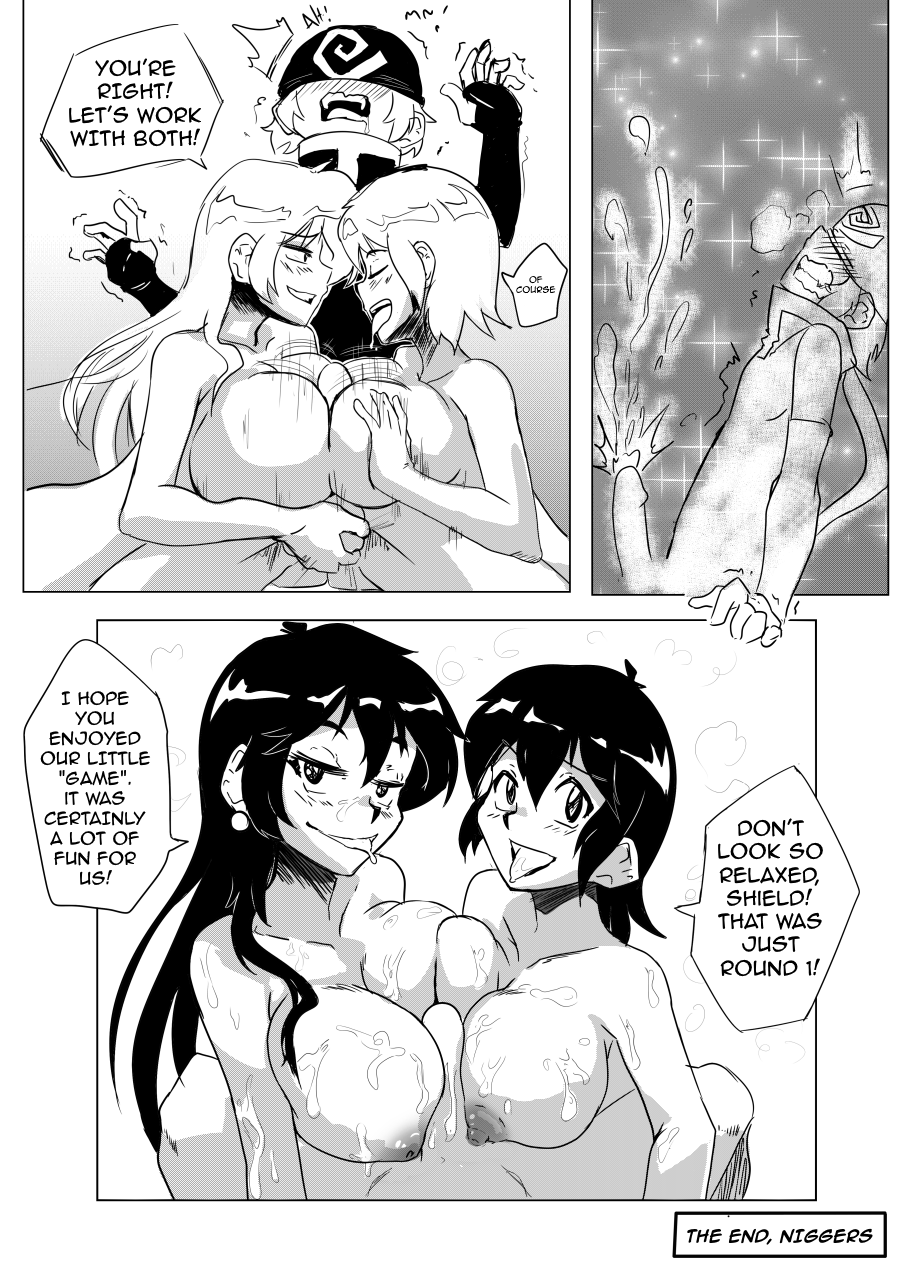 AH!
MN!
YOU'RE
RIGHT!
LET'S WORK
WITH BOTH!
OF
COURSE
I HOPE
YOU
ENJOYED
OUR LITTLE
"GAME".
IT WAS
CERTAINLY
A LOT OF
FUN FOR
US!
DON'T
LOOK SO
RELAXED,
SHIELD!
THAT WAS
JUST
ROUND 1!
THE END, NIGGERS